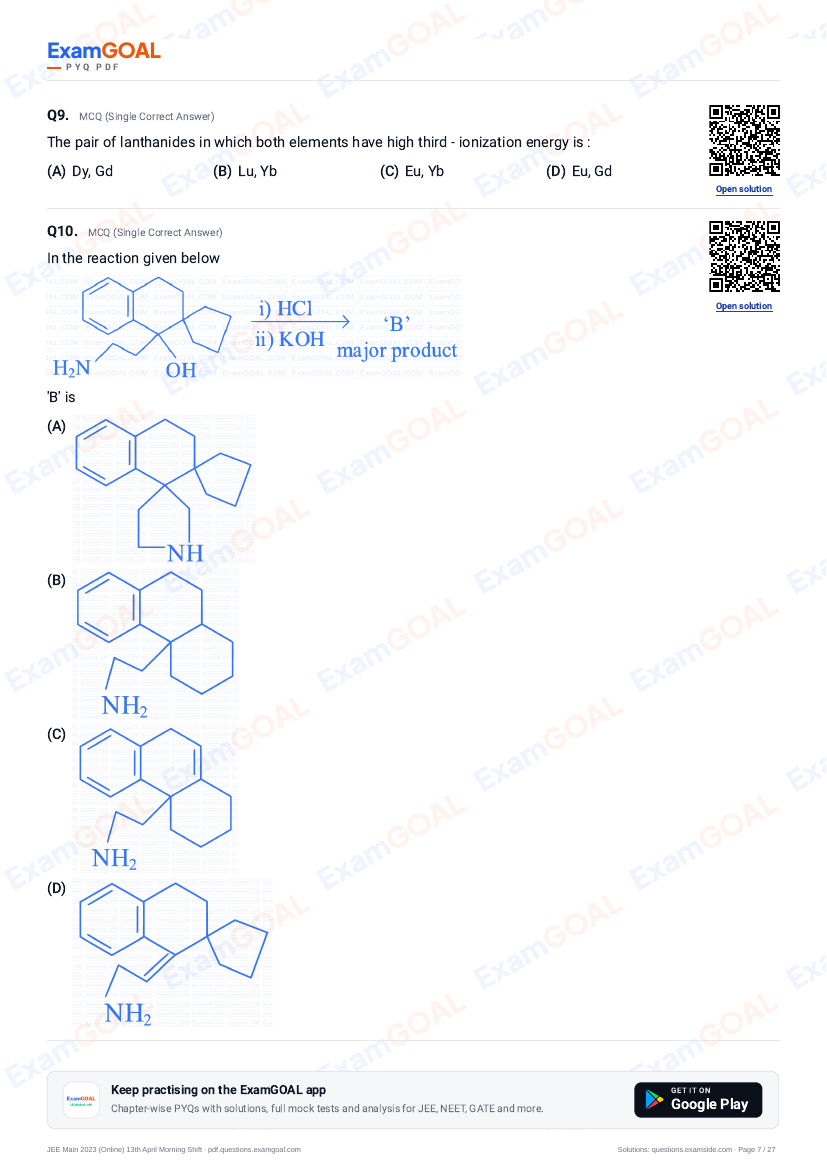 ExamGOAL
PYQ PDF
Q9. MCQ (Single Correct Answer)
The pair of lanthanides in which both elements have high third - ionization energy is :
(A) Dy, Gd (B) Lu, Yb (C) Eu, Yb (D) Eu, Gd
Open solution
Q10. MCQ (Single Correct Answer)
In the reaction given below
Open solution
i) HCl
ii) KOH
‘B’
major product
H₂N
OH
'B' is
(A)
NH
(B)
NH₂
(C)
NH₂
(D)
NH₂
Keep practising on the ExamGOAL app
Chapter-wise PYQs with solutions, full mock tests and analysis for JEE, NEET, GATE and more.
GET IT ON
Google Play
JEE Main 2023 (Online) 13th April Morning Shift · pdf.questions.examgoal.com
Solutions: questions.examside.com · Page 7 / 27